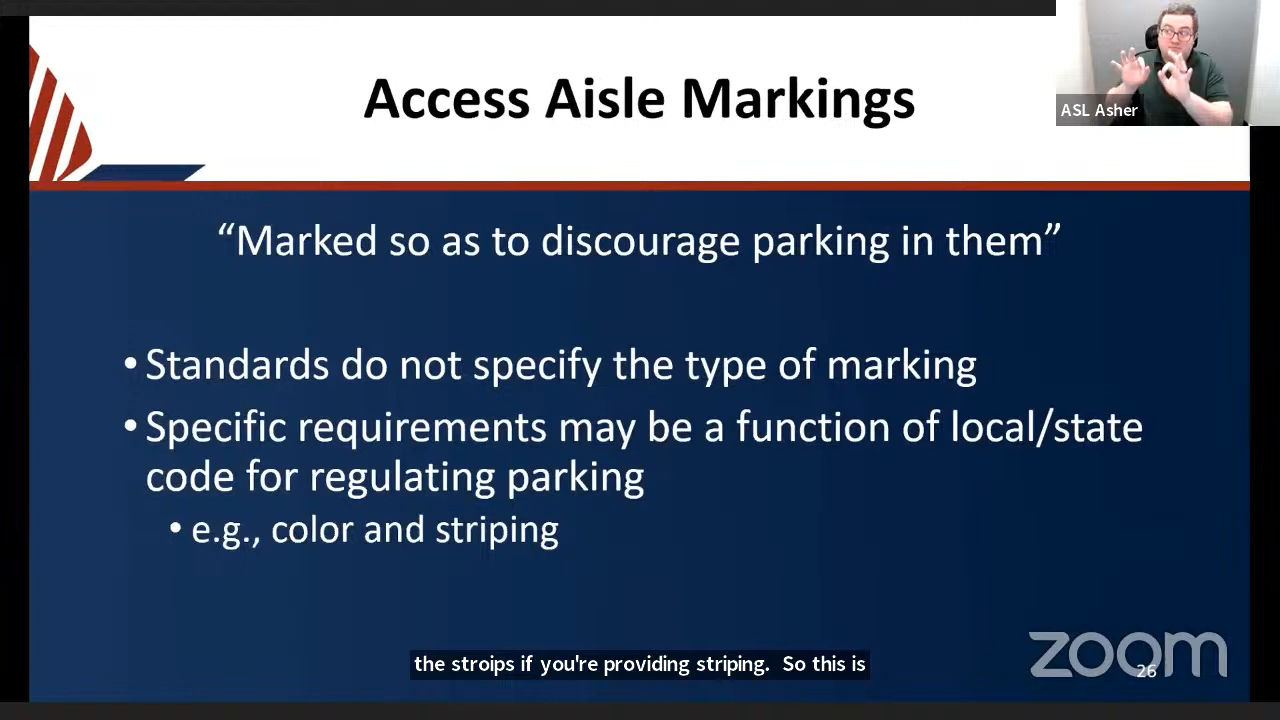 Access Aisle Markings
ASL Asher
“Marked so as to discourage parking in them”
• Standards do not specify the type of marking
• Specific requirements may be a function of local/state
code for regulating parking
• e.g., color and striping
the stroips if you're providing striping.  So this is
zoom
26